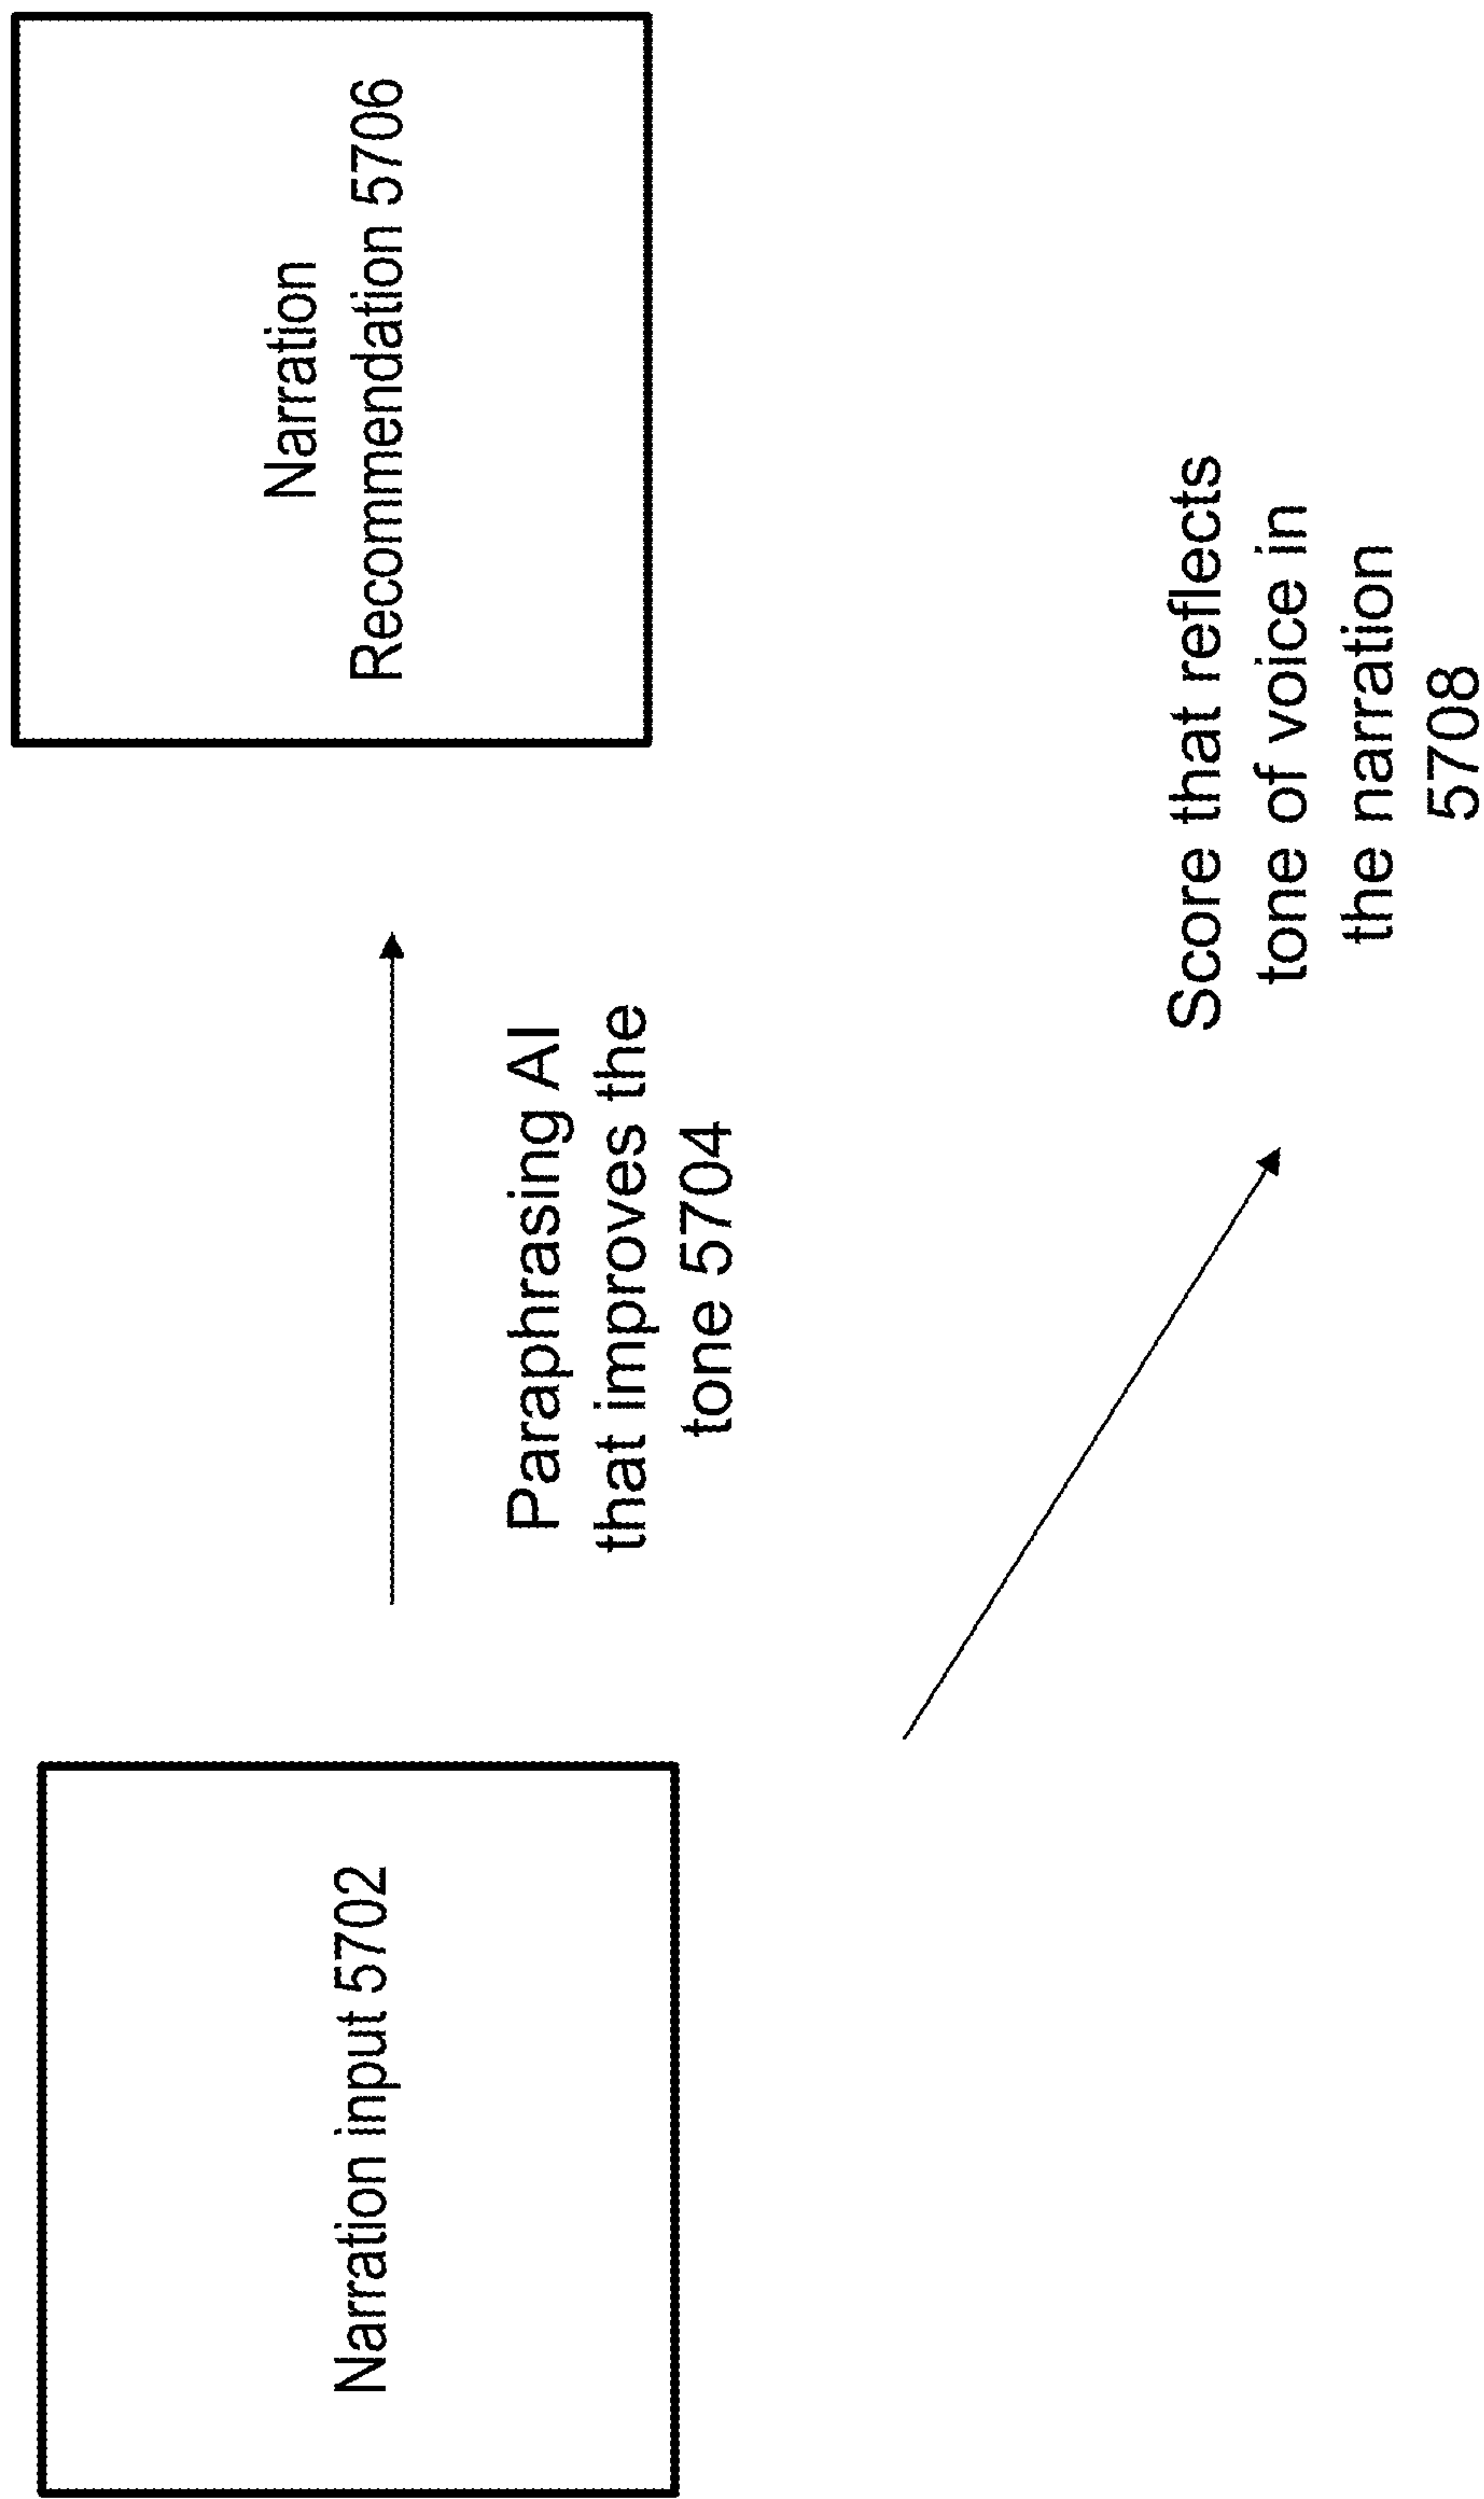 Narration input 5702
Paraphrasing AI
that improves the
tone 5704
Narration
Recommendation 5706
Score that reflects
tone of voice in
the narration
5708